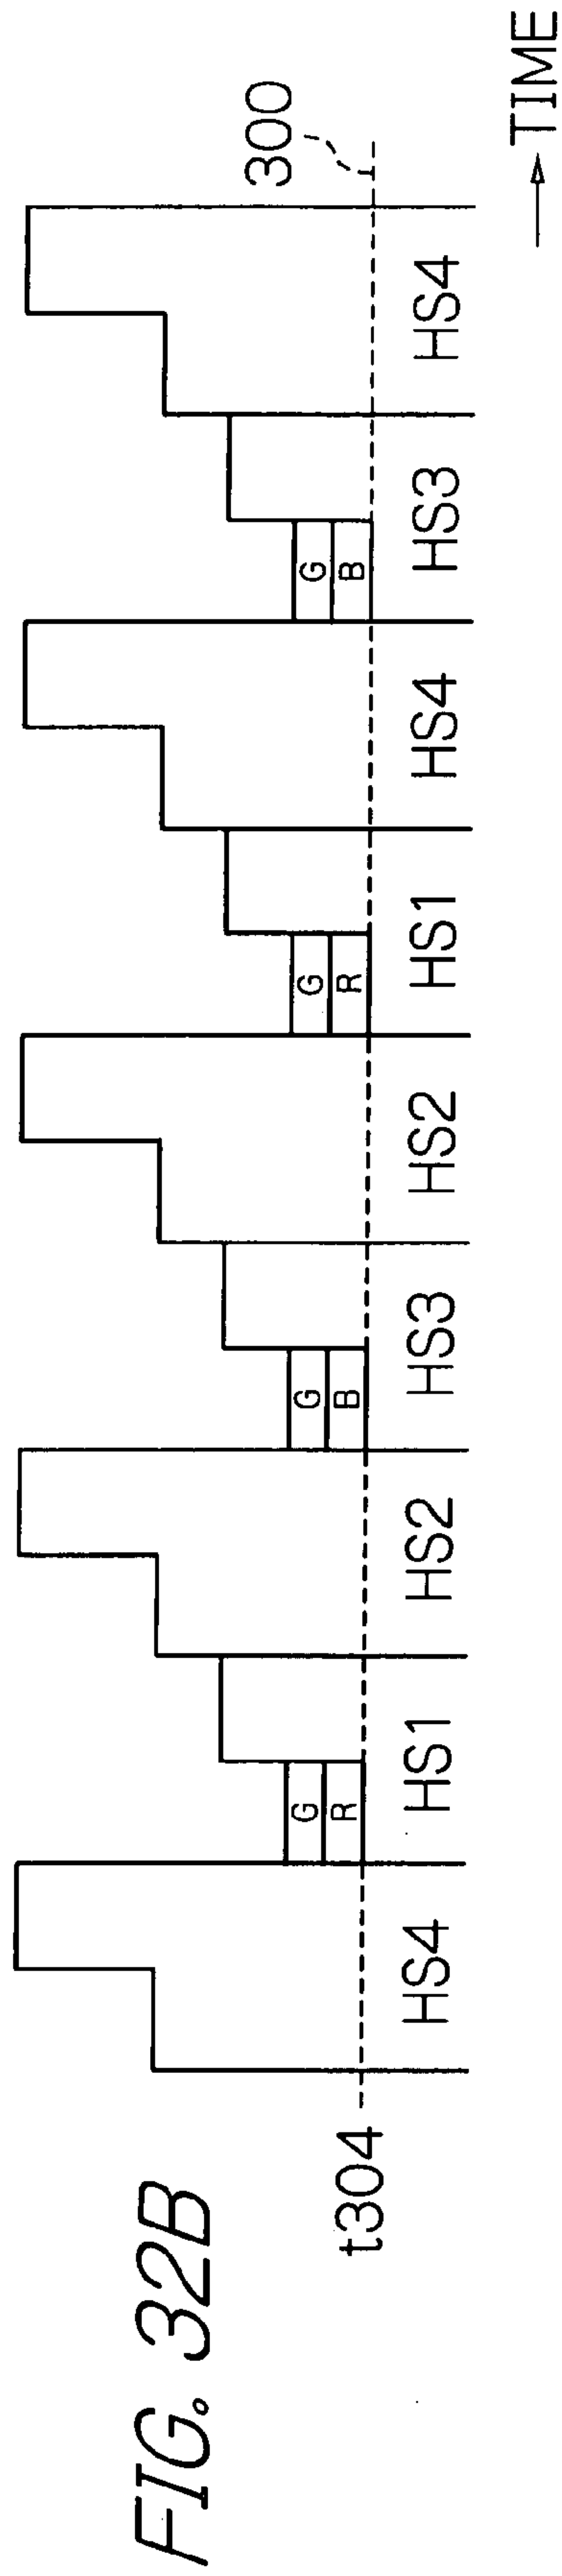 FIG. 32B
t304
300
G G G G
R B R B
HS4 HS1 HS2 HS3 HS2 HS1 HS4 HS3 HS4
TIME